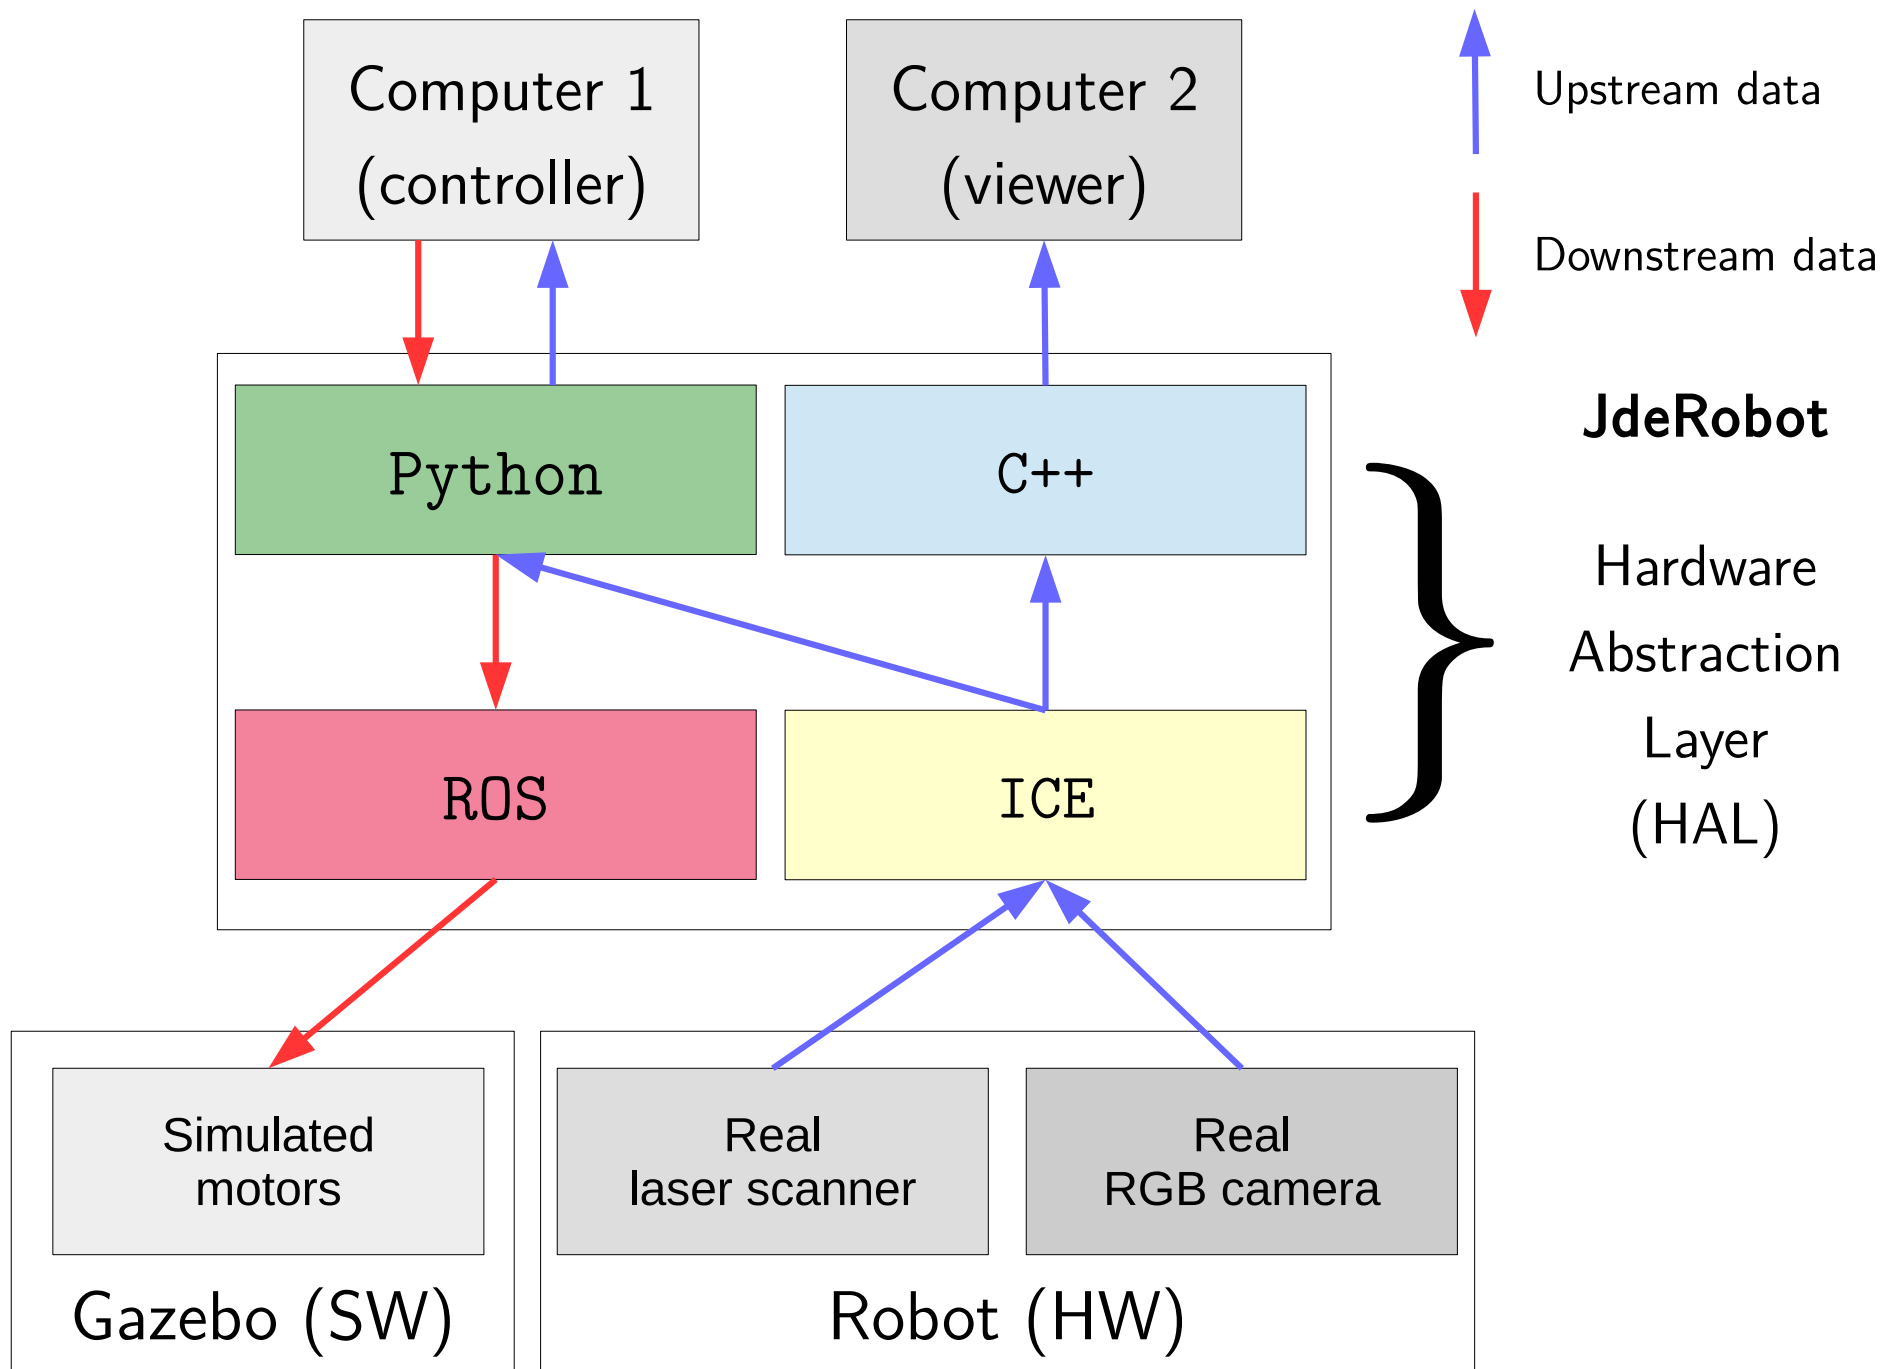 Computer 1
(controller)
Computer 2
(viewer)
Upstream data
Downstream data
JdeRobot
Hardware
Abstraction
Layer
(HAL)
Python
C++
ROS
ICE
Simulated
motors
Real
laser scanner
Real
RGB camera
Gazebo (SW)
Robot (HW)